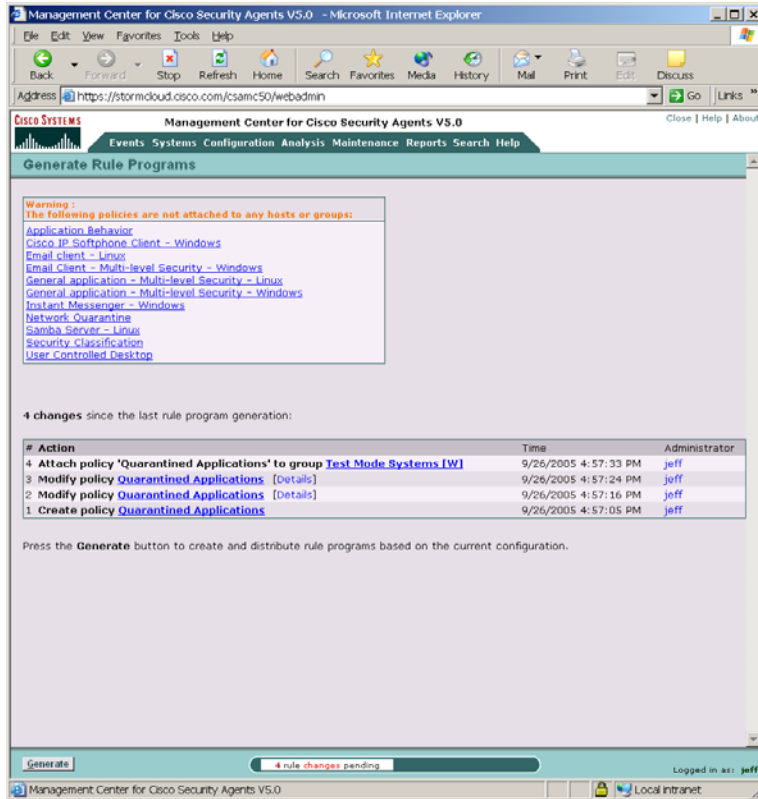 Management Center for Cisco Security Agents V5.0 - Microsoft Internet Explorer
File Edit View Favorites Tools Help
Back Forward Stop Refresh Home Search Favorites Media History Mail Print Edit Discuss
Address https://stormcloud.cisco.com/csamc50/webadmin Go Links »
CISCO SYSTEMS Management Center for Cisco Security Agents V5.0 Close | Help | About
Events Systems Configuration Analysis Maintenance Reports Search Help
Generate Rule Programs
Warning :
The following policies are not attached to any hosts or groups:
Application Behavior
Cisco IP Softphone Client - Windows
Email client - Linux
Email Client - Multi-level Security - Windows
General application - Multi-level Security - Linux
General application - Multi-level Security - Windows
Instant Messenger - Windows
Network Quarantine
Samba Server - Linux
Security Classification
User Controlled Desktop
4 changes since the last rule program generation:
# Action Time Administrator
4 Attach policy 'Quarantined Applications' to group Test Mode Systems [W] 9/26/2005 4:57:33 PM jeff
3 Modify policy Quarantined Applications [Details] 9/26/2005 4:57:24 PM jeff
2 Modify policy Quarantined Applications [Details] 9/26/2005 4:57:16 PM jeff
1 Create policy Quarantined Applications 9/26/2005 4:57:05 PM jeff
Press the Generate button to create and distribute rule programs based on the current configuration.
Generate 4 rule changes pending Logged in as: jeff
Management Center for Cisco Security Agents V5.0 Local intranet